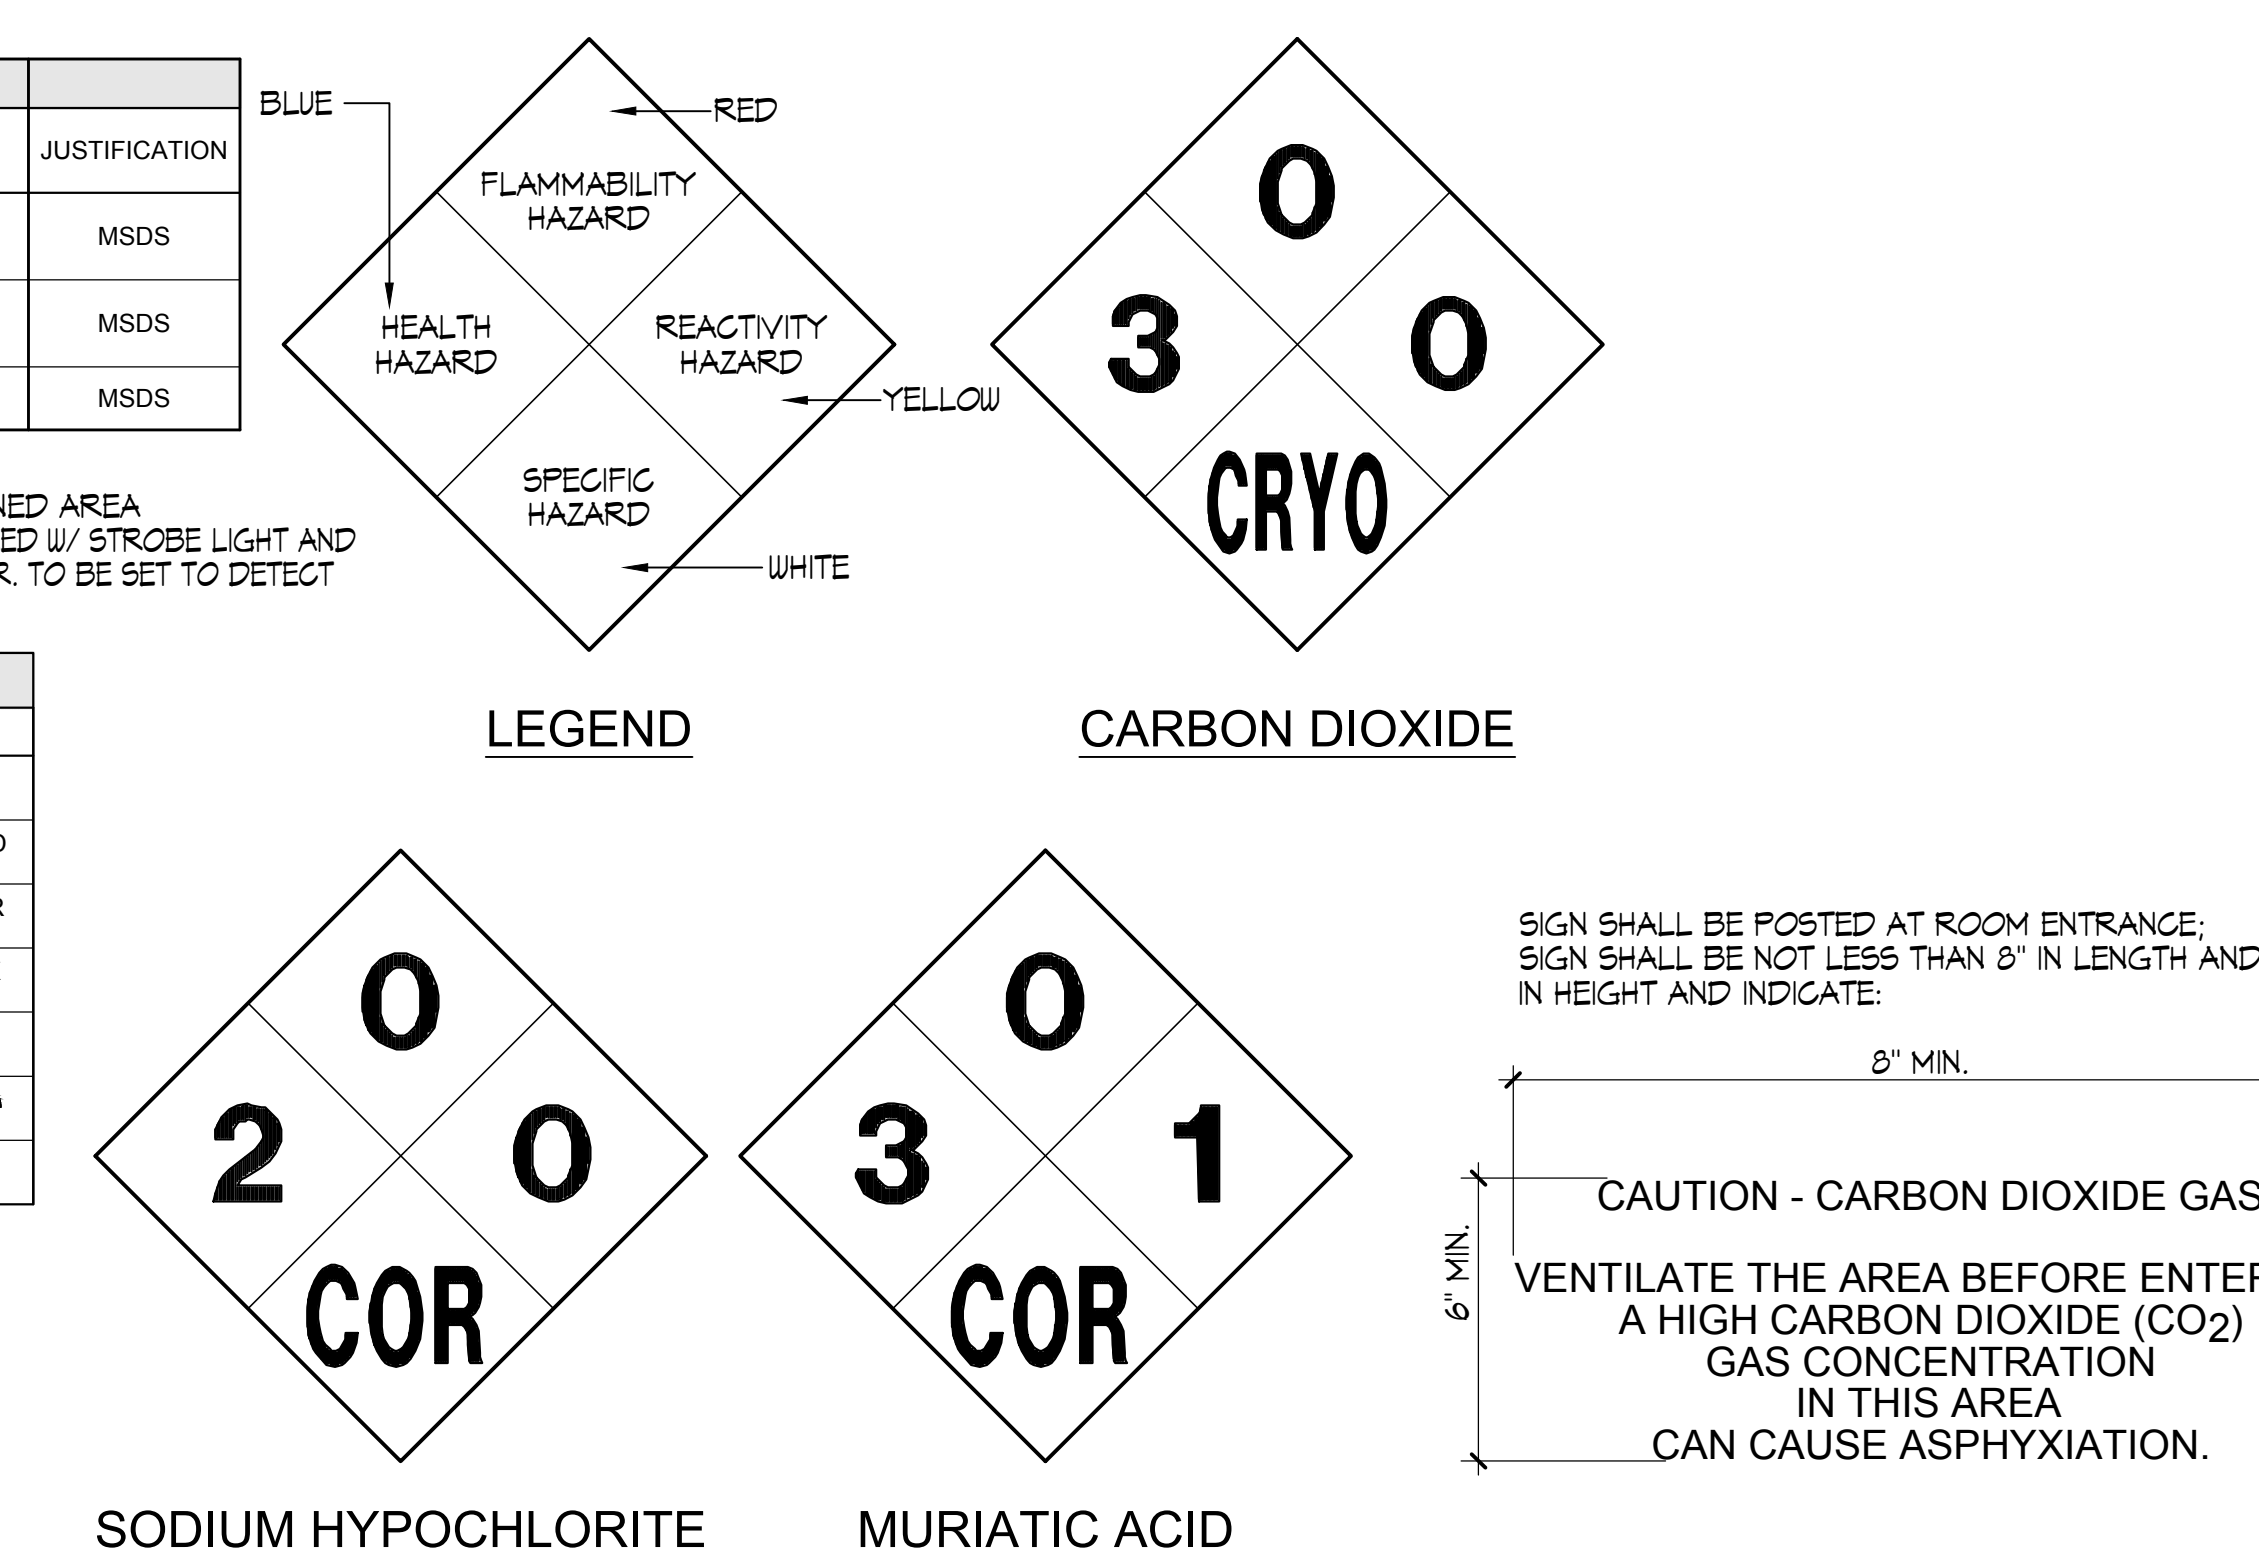 JUSTIFICATION
MSDS
MSDS
MSDS
AREA
W/ STROBE LIGHT AND
TO BE SET TO DETECT
BLUE
RED
FLAMMABILITY
HAZARD
HEALTH
HAZARD
REACTIVITY
HAZARD
YELLOW
SPECIFIC
HAZARD
WHITE
LEGEND
0
3
0
CRYO
CARBON DIOXIDE
0
2
0
COR
SODIUM HYPOCHLORITE
0
3
1
COR
MURIATIC ACID
SIGN SHALL BE POSTED AT ROOM ENTRANCE;
SIGN SHALL BE NOT LESS THAN 8" IN LENGTH AND
IN HEIGHT AND INDICATE:
8" MIN.
6" MIN.
CAUTION - CARBON DIOXIDE GAS
VENTILATE THE AREA BEFORE
A HIGH CARBON DIOXIDE (CO2)
GAS CONCENTRATION
IN THIS AREA
CAN CAUSE ASPHYXIATION.